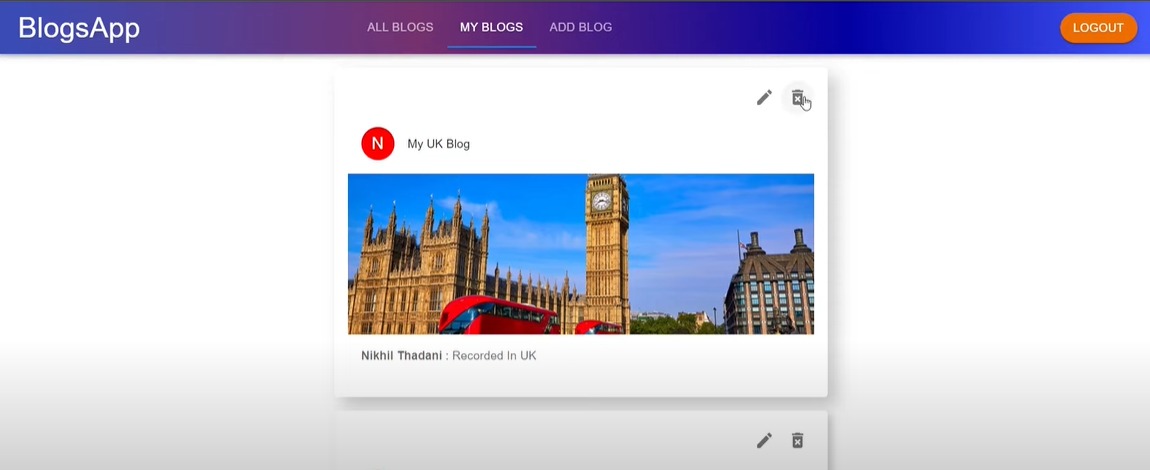 BlogsApp
ALL BLOGS MY BLOGS ADD BLOG
LOGOUT
N
My UK Blog
Nikhil Thadani : Recorded In UK